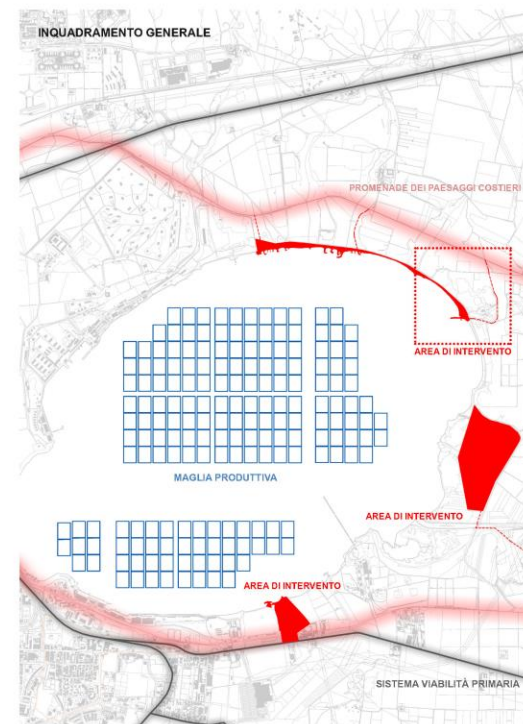 INQUADRAMENTO GENERALE
PROMENADE DEI PAESAGGI COSTIERI
AREA DI INTERVENTO
MAGLIA PRODUTTIVA
AREA DI INTERVENTO
AREA DI INTERVENTO
SISTEMA VIABILITÀ PRIMARIA